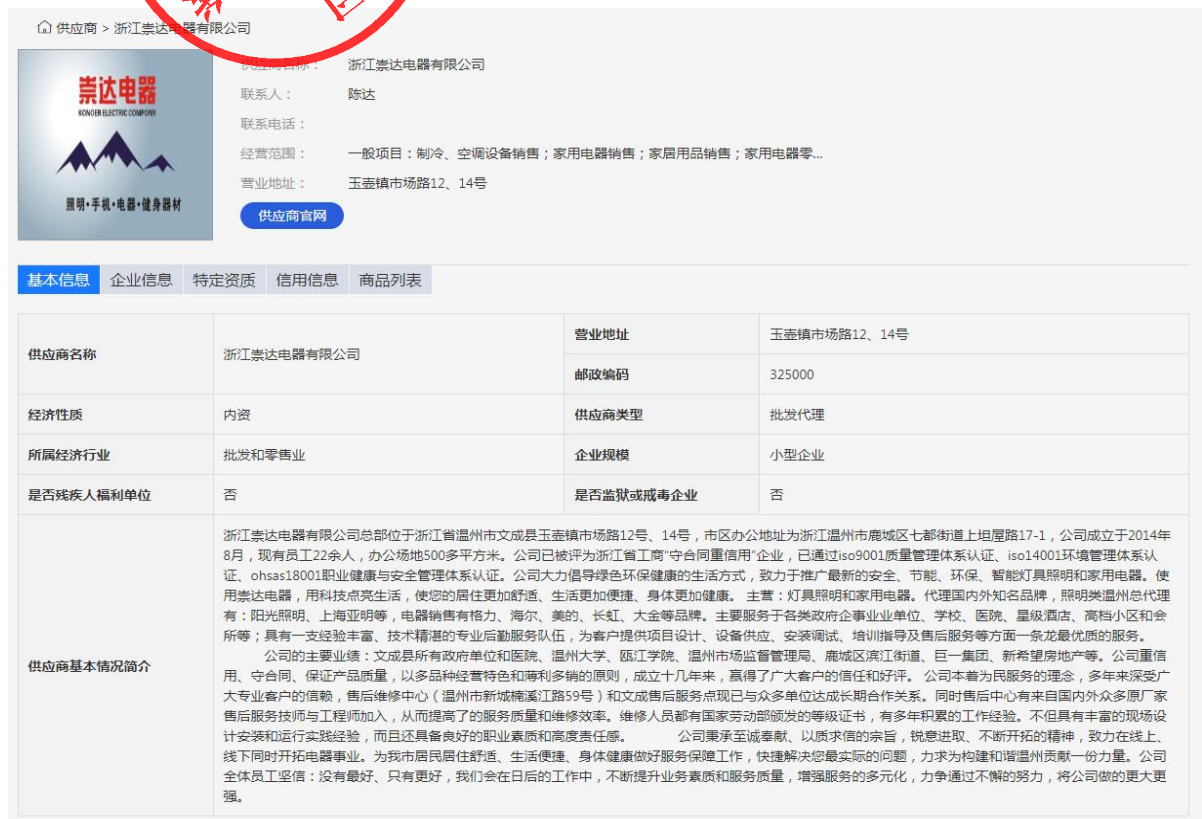 供应商 > 浙江崇达电器有限公司
崇达电器
KONOER ELECTRIC COMPONY
照明·手机·电器·健身器材
供应商名称： 浙江崇达电器有限公司
联系人： 陈达
联系电话：
经营范围： 一般项目：制冷、空调设备销售；家用电器销售；家居用品销售；家用电器零...
营业地址： 玉壶镇市场路12、14号
供应商官网
基本信息 企业信息 特定资质 信用信息 商品列表
供应商名称 浙江崇达电器有限公司 营业地址 玉壶镇市场路12、14号
邮政编码 325000
经济性质 内资 供应商类型 批发代理
所属经济行业 批发和零售业 企业规模 小型企业
是否残疾人福利单位 否 是否监狱或戒毒企业 否
供应商基本情况简介
浙江崇达电器有限公司总部位于浙江省温州市文成县玉壶镇市场路12号、14号，市区办公地址为浙江温州市鹿城区七都街道上坦屋路17-1，公司成立于2014年
8月，现有员工22余人，办公场地500多平方米。公司已被评为浙江省工商“守合同重信用”企业，已通过iso9001质量管理体系认证、iso14001环境管理体系认
证、ohsas18001职业健康与安全管理体系认证。公司大力倡导绿色环保健康的生活方式，致力于推广最新的安全、节能、环保、智能灯具照明和家用电器。使
用崇达电器，用科技点亮生活，使您的居住更加舒适、生活更加便捷、身体更加健康。 主营：灯具照明和家用电器。代理国内外知名品牌，照明类温州总代理
有：阳光照明、上海亚明等，电器销售有格力、海尔、美的、长虹、大金等品牌。主要服务于各类政府企事业业单位、学校、医院、星级酒店、高档小区和会
所等；具有一支经验丰富、技术精湛的专业后勤服务队伍，为客户提供项目设计、设备供应、安装调试、培训指导及售后服务等方面一条龙最优质的服务。
公司的主要业绩：文成县所有政府单位和医院、温州大学、瓯江学院、温州市场监督管理局、鹿城区滨江街道、巨一集团、新希望房地产等。公司重信
用、守合同、保证产品质量，以多品种经营特色和薄利多销的原则，成立十几年来，赢得了广大客户的信任和好评。 公司本着为民服务的理念，多年来深受广
大专业客户的信赖，售后维修中心（温州市新城楠溪江路59号）和文成售后服务点现已与众多单位达成长期合作关系。同时售后中心有来自国内外众多原厂家
售后服务技师与工程师加入，从而提高了的服务质量和维修效率。维修人员都有国家劳动部颁发的等级证书，有多年积累的工作经验。不但具有丰富的现场设
计安装和运行实践经验，而且还具备良好的职业素质和高度责任感。 公司秉承至诚奉献、以质求信的宗旨，锐意进取、不断开拓的精神，致力在线上、
线下同时开拓电器事业。为我市居民居住舒适、生活便捷、身体健康做好服务保障工作，快捷解决您最实际的问题，力求为构建和谐温州贡献一份力量。公司
全体员工坚信：没有最好、只有更好，我们会在日后的工作中，不断提升业务素质和服务质量，增强服务的多元化，力争通过不懈的努力，将公司做的更大更
强。